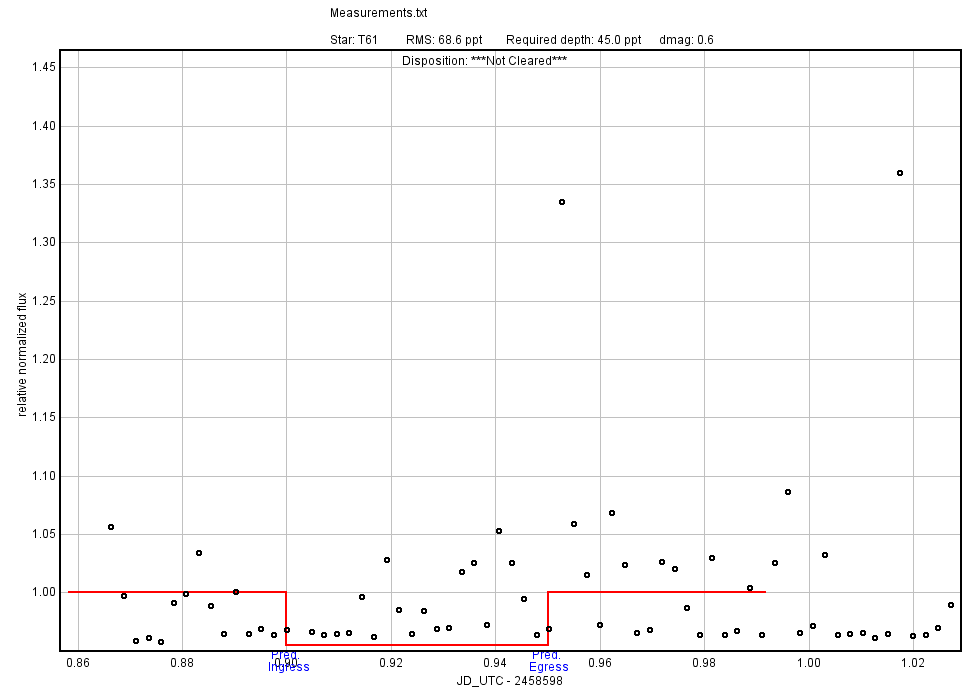 Measurements.txt
Star: T61 RMS: 68.6 ppt Required depth: 45.0 ppt dmag: 0.6
Disposition: ***Not Cleared***
1.45
1.40
1.35
1.30
1.25
1.20
1.15
1.10
1.05
1.00
relative normalized flux
Pred. Pred.
0.86 0.88 0.90 0.92 0.94 0.96 0.98 1.00 1.02
Ingress Egress
JD_UTC - 2458598